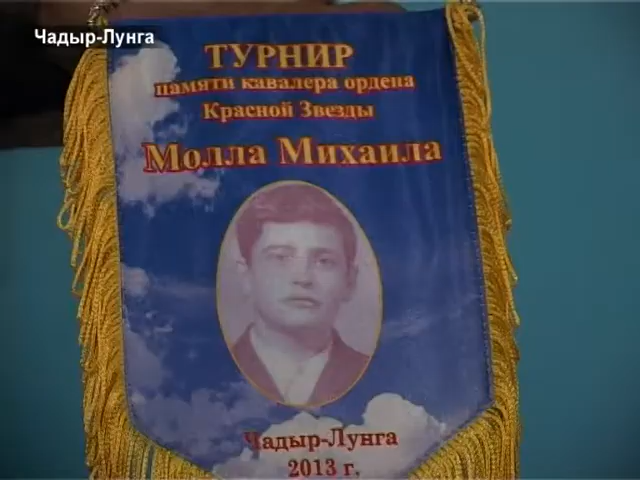 Чадыр-Лунга
ТУРНИР
памяти кавалера ордена
Красной Звезды
Молла Михаила
Чадыр-Лунга
2013 г.